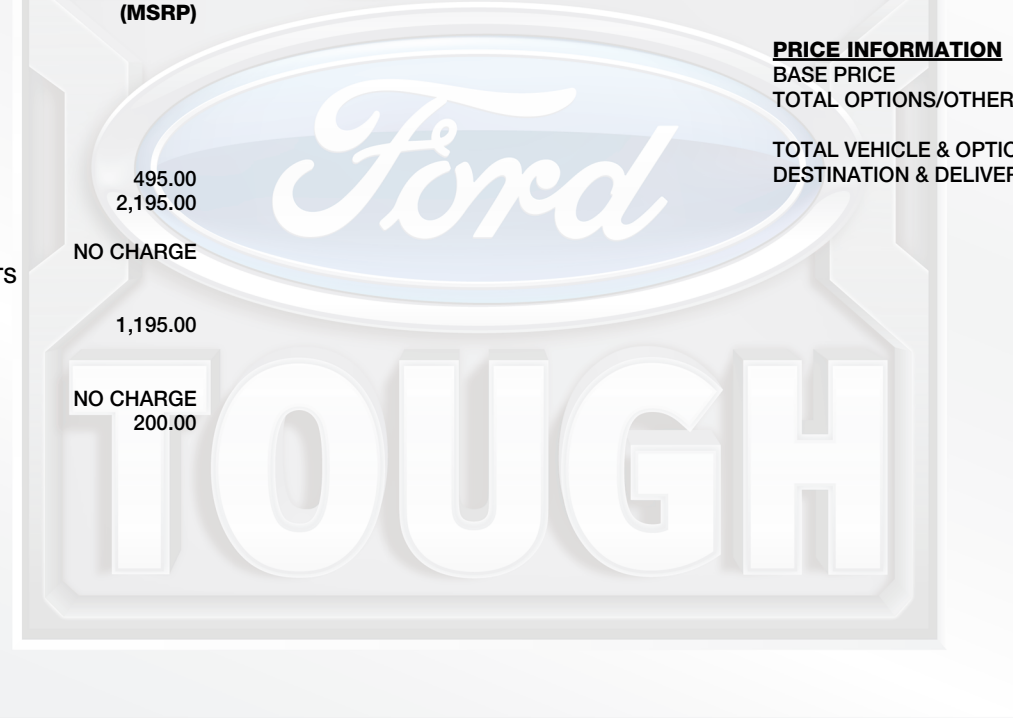 (MSRP)
495.00
2,195.00
NO CHARGE
TS
1,195.00
NO CHARGE
200.00
PRICE INFORMATION
BASE PRICE
TOTAL OPTIONS/OTHER
TOTAL VEHICLE & OPTIO
DESTINATION & DELIVER
Ford
TOUGH